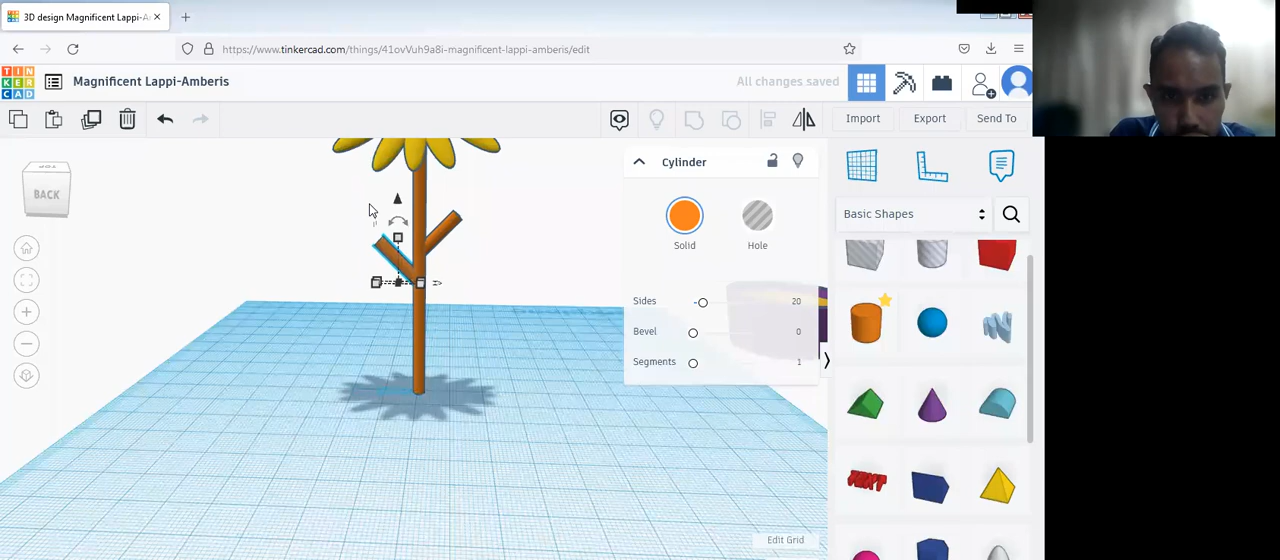 3D design Magnificent Lappi-A
https://www.tinkercad.com/things/41ovVuh9a8i-magnificent-lappi-amberis/edit
TIN
KER
CAD
Magnificent Lappi-Amberis
All changes saved
Import
Export
Send To
TOP
BACK
Cylinder
Solid
Hole
Sides
20
Bevel
0
Segments
1
Basic Shapes
TEXT
Edit Grid